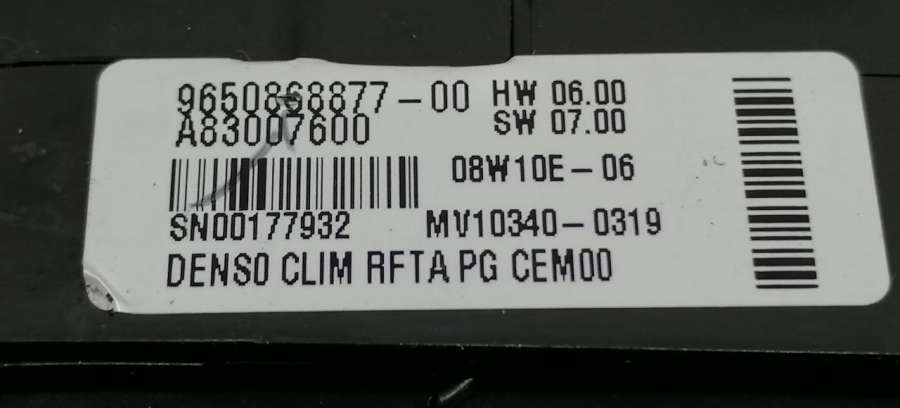 9650868877-00 HW 06.00
A83007600 SW 07.00
08W10E-06
SN00177932 MV10340-0319
DENSO CLIM RFTA PG CEM00